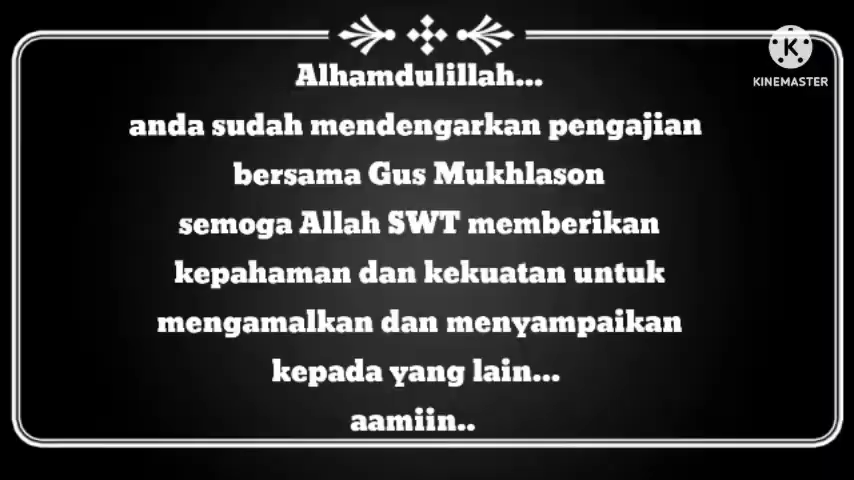 Alhamdulillah...
anda sudah mendengarkan pengajian
bersama Gus Mukhlason
semoga Allah SWT memberikan
kepahaman dan kekuatan untuk
mengamalkan dan menyampaikan
kepada yang lain...
aamiin..
K
KINEMASTER